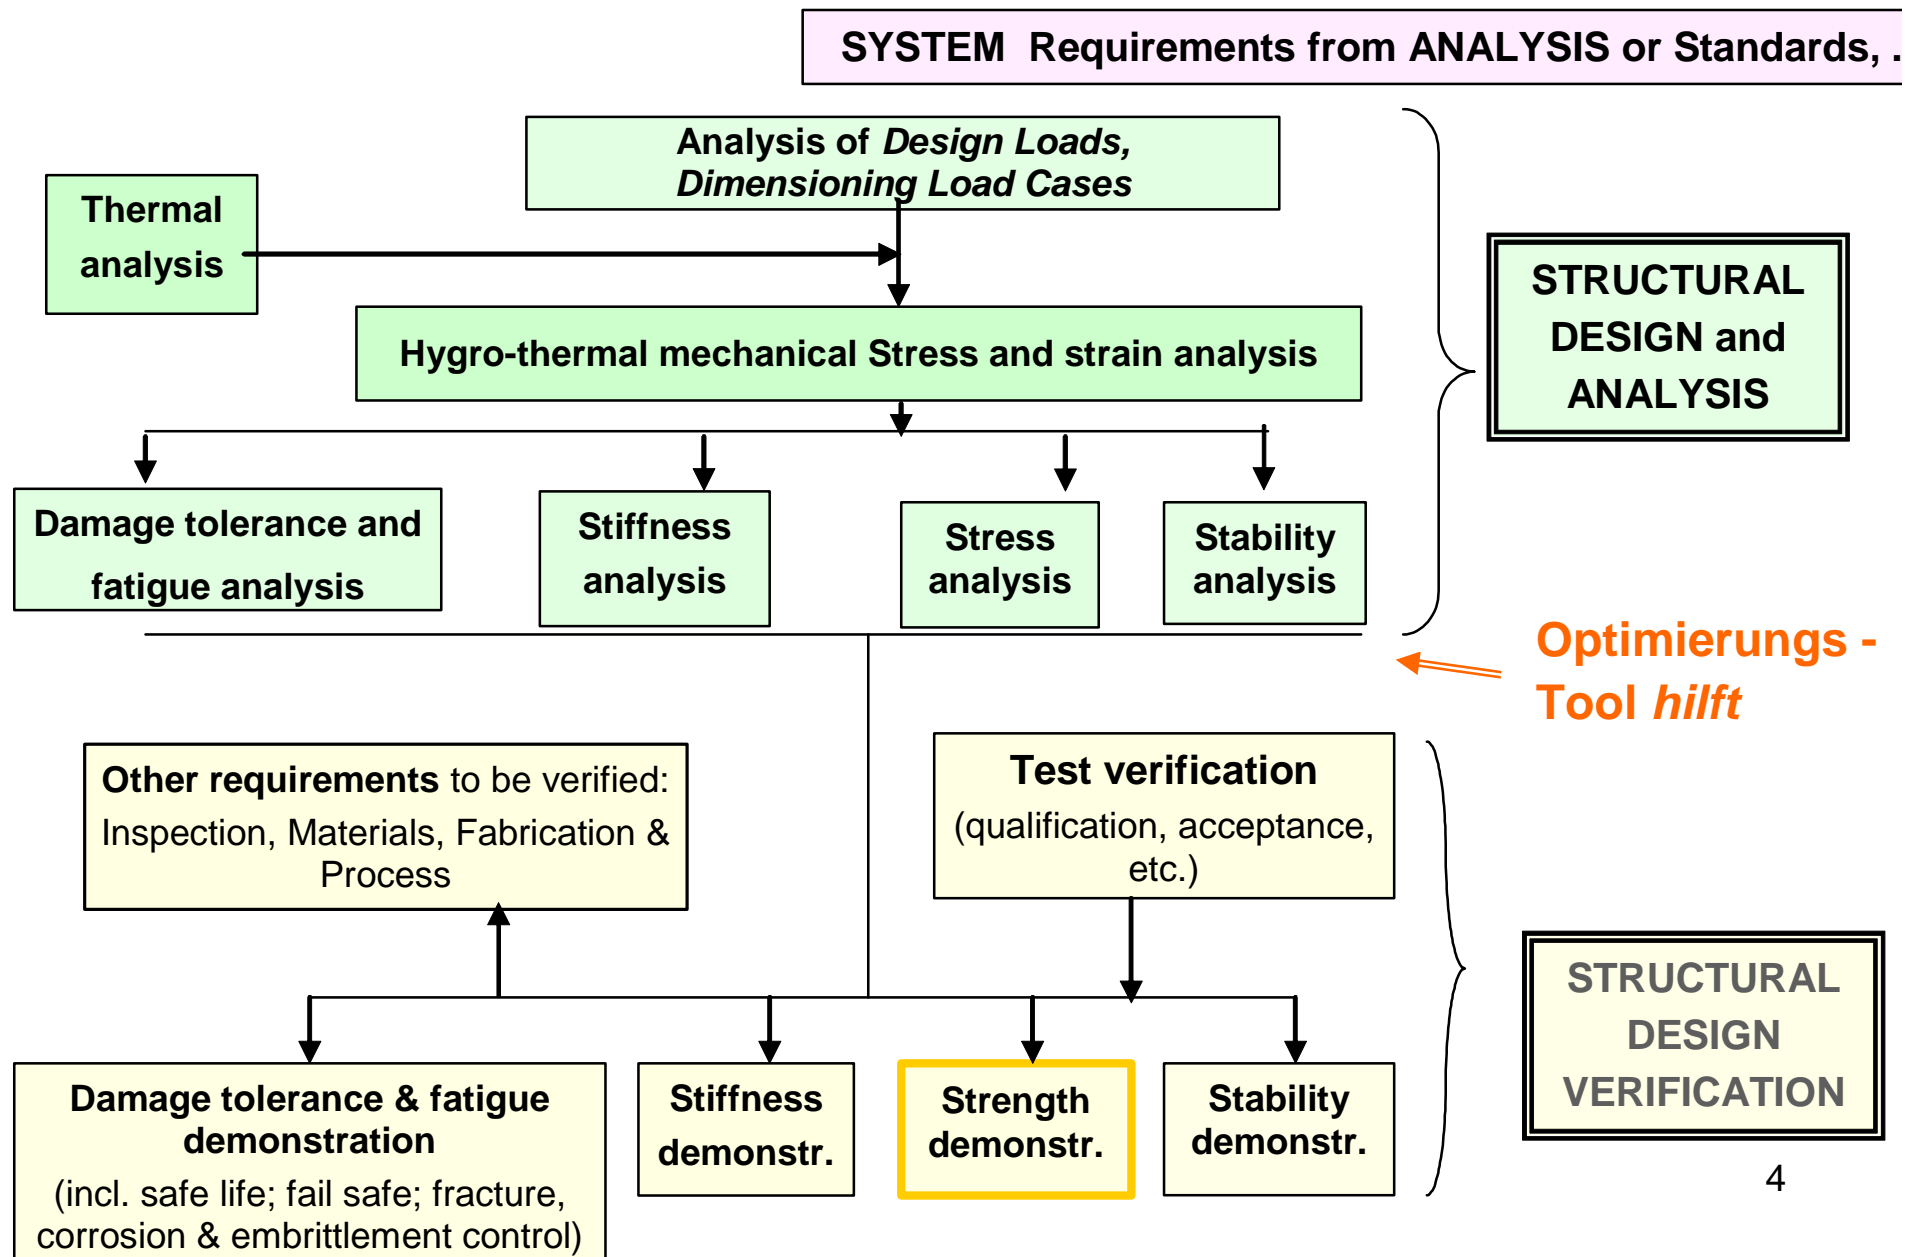 SYSTEM  Requirements from ANALYSIS or Standards, .
Analysis of Design Loads,
Dimensioning Load Cases
Thermal
analysis
Hygro-thermal mechanical Stress and strain analysis
STRUCTURAL
DESIGN and
ANALYSIS
Damage tolerance and
fatigue analysis
Stiffness
analysis
Stress
analysis
Stability
analysis
Optimierungs -
Tool hilft
Other requirements to be verified:
Inspection, Materials, Fabrication &
Process
Test verification
(qualification, acceptance,
etc.)
STRUCTURAL
DESIGN
VERIFICATION
Damage tolerance & fatigue
demonstration
(incl. safe life; fail safe; fracture,
corrosion & embrittlement control)
Stiffness
demonstr.
Strength
demonstr.
Stability
demonstr.
4